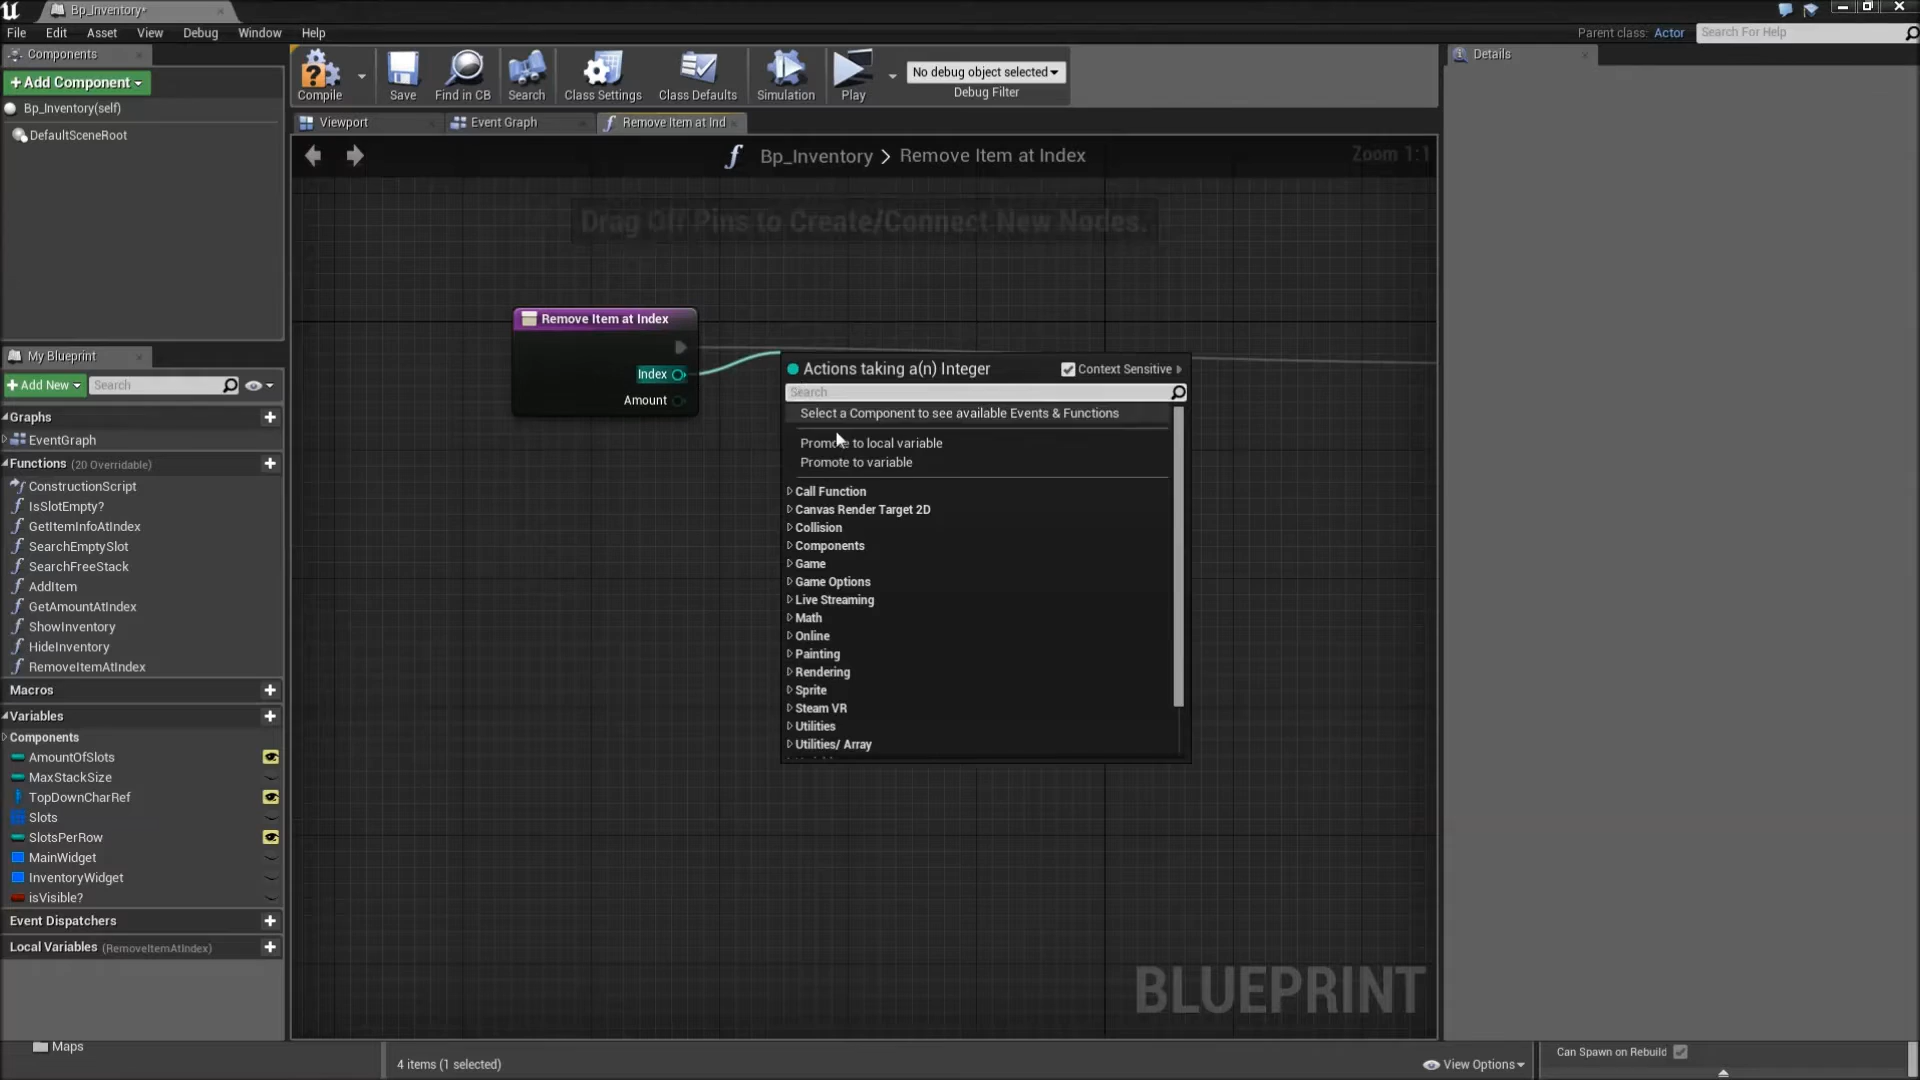 Bp_Inventory*
File Edit Asset View Debug Window Help
Parent class: Actor Search For Help
Components
+Add Component
Bp_Inventory(self)
DefaultSceneRoot
Compile Save Find in CB Search Class Settings Class Defaults Simulation Play
No debug object selected
Debug Filter
Details
Viewport Event Graph Remove Item at Ind
Bp_Inventory > Remove Item at Index
Zoom 1:1
Drag Off Pins to Create/Connect New Nodes.
Remove Item at Index
Index
Amount
Actions taking a(n) Integer Context Sensitive
Search
Select a Component to see available Events & Functions
Promote to local variable
Promote to variable
Call Function
Canvas Render Target 2D
Collision
Components
Game
Game Options
Live Streaming
Math
Online
Painting
Rendering
Sprite
Steam VR
Utilities
Utilities/ Array
My Blueprint
+Add New Search
Graphs
EventGraph
Functions (20 Overridable)
ConstructionScript
IsSlotEmpty?
GetItemInfoAtIndex
SearchEmptySlot
SearchFreeStack
AddItem
GetAmountAtIndex
ShowInventory
HideInventory
RemoveItemAtIndex
Macros
Variables
Components
AmountOfSlots
MaxStackSize
TopDownCharRef
Slots
SlotsPerRow
MainWidget
InventoryWidget
isVisible?
Event Dispatchers
Local Variables (RemoveItemAtIndex)
BLUEPRINT
Maps
4 items (1 selected)
View Options
Can Spawn on Rebuild